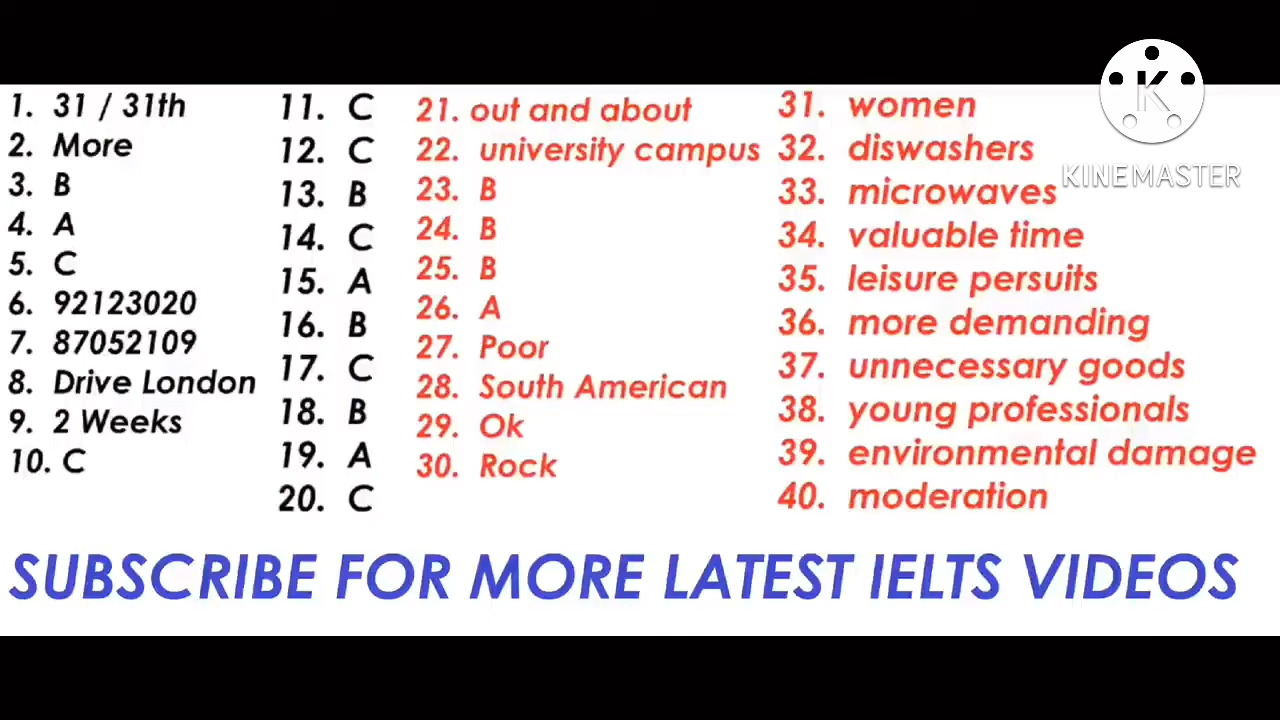 1. 31 / 31th
2. More
3. B
4. A
5. C
6. 92123020
7. 87052109
8. Drive London
9. 2 Weeks
10. C
11. C
12. C
13. B
14. C
15. A
16. B
17. C
18. B
19. A
20. C
21. out and about
22. university campus
23. B
24. B
25. B
26. A
27. Poor
28. South American
29. Ok
30. Rock
31. women
32. diswashers
33. microwaves
34. valuable time
35. leisure persuits
36. more demanding
37. unnecessary goods
38. young professionals
39. environmental damage
40. moderation
K
KINEMASTER
SUBSCRIBE FOR MORE LATEST IELTS VIDEOS